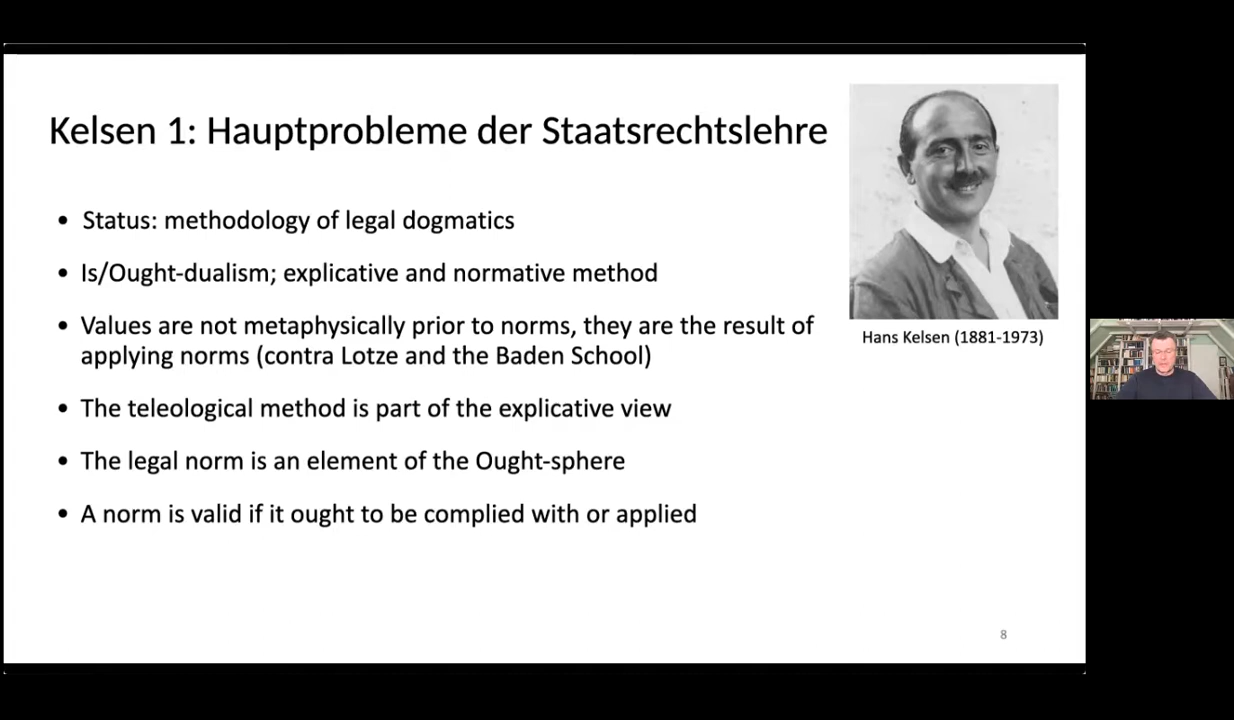 Kelsen 1: Hauptprobleme der Staatsrechtslehre
• Status: methodology of legal dogmatics
• Is/Ought-dualism; explicative and normative method
• Values are not metaphysically prior to norms, they are the result of
applying norms (contra Lotze and the Baden School)
• The teleological method is part of the explicative view
• The legal norm is an element of the Ought-sphere
• A norm is valid if it ought to be complied with or applied
Hans Kelsen (1881-1973)
8